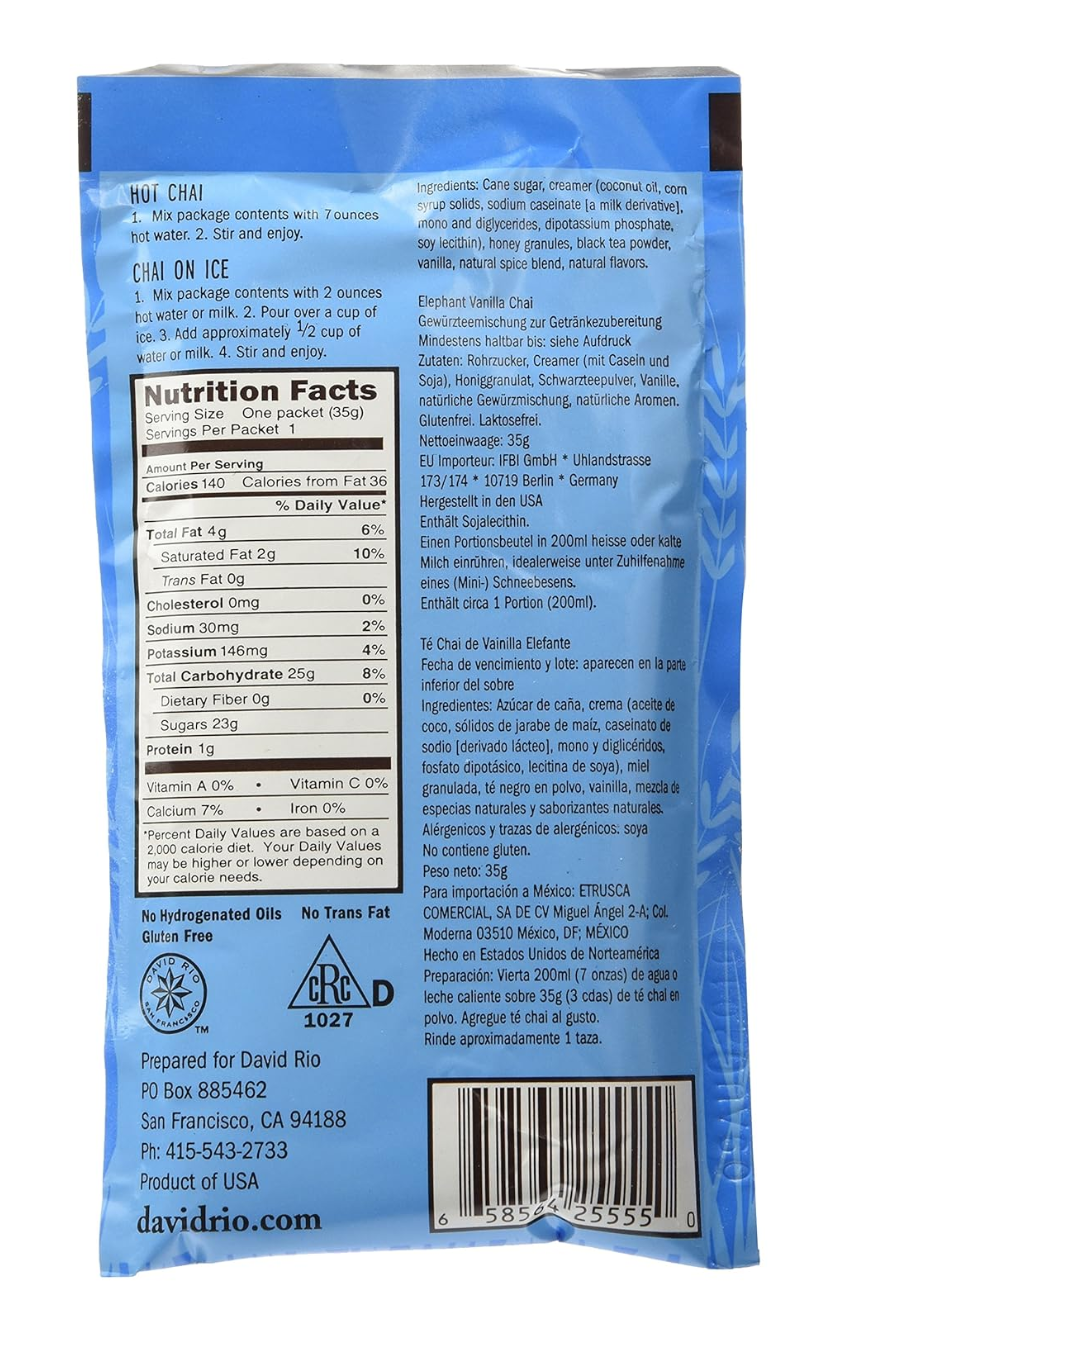 HOT CHAI
1. Mix package contents with 7 ounces
hot water. 2. Stir and enjoy.
CHAI ON ICE
1. Mix package contents with 2 ounces
hot water or milk. 2. Pour over a cup of
ice. 3. Add approximately 1/2 cup of
water or milk. 4. Stir and enjoy.
Nutrition Facts
Serving Size One packet (35g)
Servings Per Packet 1
Amount Per Serving
Calories 140 Calories from Fat 36
% Daily Value*
Total Fat 4g 6%
Saturated Fat 2g 10%
Trans Fat 0g
Cholesterol 0mg 0%
Sodium 30mg 2%
Potassium 146mg 4%
Total Carbohydrate 25g 8%
Dietary Fiber 0g 0%
Sugars 23g
Protein 1g
Vitamin A 0% • Vitamin C 0%
Calcium 7% • Iron 0%
*Percent Daily Values are based on a
2,000 calorie diet. Your Daily Values
may be higher or lower depending on
your calorie needs.
No Hydrogenated Oils No Trans Fat
Gluten Free
DAVID RIO
SAN FRANCISCO
TM
CRC D
1027
Prepared for David Rio
PO Box 885462
San Francisco, CA 94188
Ph: 415-543-2733
Product of USA
davidrio.com
Ingredients: Cane sugar, creamer (coconut oil, corn
syrup solids, sodium caseinate [a milk derivative],
mono and diglycerides, dipotassium phosphate,
soy lecithin), honey granules, black tea powder,
vanilla, natural spice blend, natural flavors.
Elephant Vanilla Chai
Gewürzteemischung zur Getränkezubereitung
Mindestens haltbar bis: siehe Aufdruck
Zutaten: Rohrzucker, Creamer (mit Casein und
Soja), Honiggranulat, Schwarzteepulver, Vanille,
natürliche Gewürzmischung, natürliche Aromen.
Glutenfrei. Laktosefrei.
Nettoeinwaage: 35g
EU Importeur: IFBI GmbH * Uhlandstrasse
173/174 * 10719 Berlin * Germany
Hergestellt in den USA
Enthält Sojalecithin.
Einen Portionsbeutel in 200ml heisse oder kalte
Milch einrühren, idealerweise unter Zuhilfenahme
eines (Mini-) Schneebesens.
Enthält circa 1 Portion (200ml).
Té Chai de Vainilla Elefante
Fecha de vencimiento y lote: aparecen en la parte
inferior del sobre
Ingredientes: Azúcar de caña, crema (aceite de
coco, sólidos de jarabe de maíz, caseinato de
sodio [derivado lácteo], mono y diglicéridos,
fosfato dipotásico, lecitina de soya), miel
granulada, té negro en polvo, vainilla, mezcla de
especias naturales y saborizantes naturales.
Alérgenicos y trazas de alergénicos: soya
No contiene gluten.
Peso neto: 35g
Para importación a México: ETRUSCA
COMERCIAL, SA DE CV Miguel Ángel 2-A; Col.
Moderna 03510 México, DF; MÉXICO
Hecho en Estados Unidos de Norteamérica
Preparación: Vierta 200ml (7 onzas) de agua o
leche caliente sobre 35g (3 cdas) de té chai en
polvo. Agregue té chai al gusto.
Rinde aproximadamente 1 taza.
6 58564 25555 0